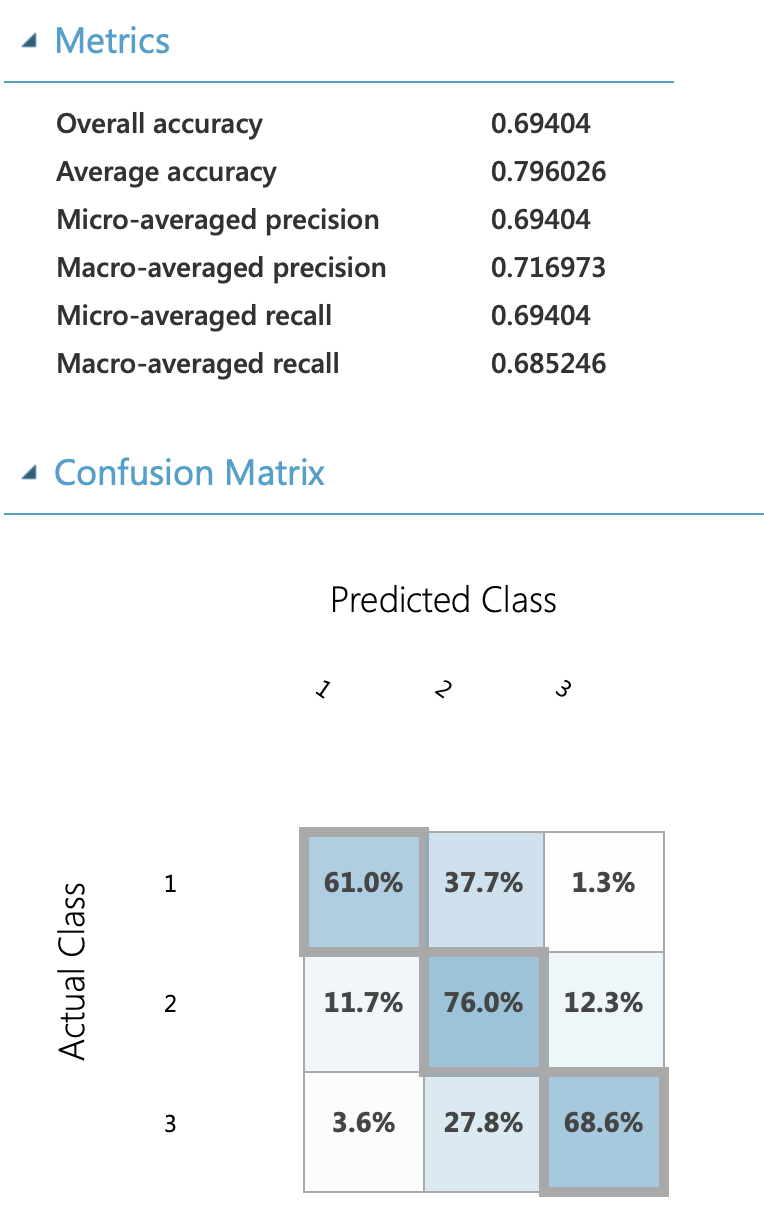 Metrics
Overall accuracy 0.69404
Average accuracy 0.796026
Micro-averaged precision 0.69404
Macro-averaged precision 0.716973
Micro-averaged recall 0.69404
Macro-averaged recall 0.685246
Confusion Matrix
Predicted Class
1 2 3
Actual Class
1 61.0% 37.7% 1.3%
2 11.7% 76.0% 12.3%
3 3.6% 27.8% 68.6%